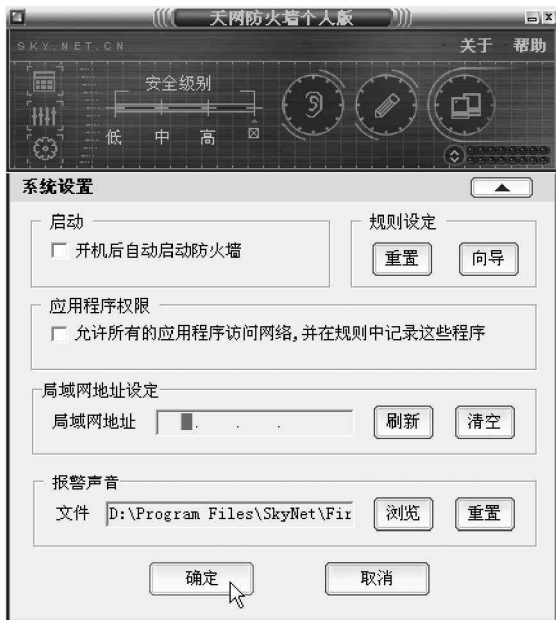 天网防火墙个人版
SKY.NET.CN
关于 帮助
安全级别
低 中 高
系统设置
启动
开机后自动启动防火墙
规则设定
重置 向导
应用程序权限
允许所有的应用程序访问网络,并在规则中记录这些程序
局域网地址设定
局域网地址 . . . 刷新 清空
报警声音
文件 D:\Program Files\SkyNet\Fir 浏览 重置
确定 取消